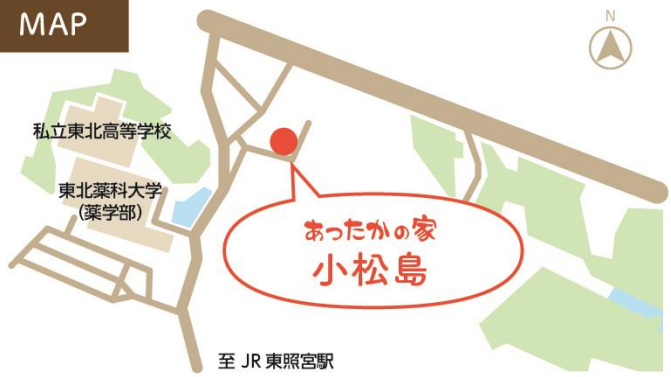 MAP
N
私立東北高等学校
東北薬科大学
(薬学部)
あったかの家
小松島
至 JR 東照宮駅